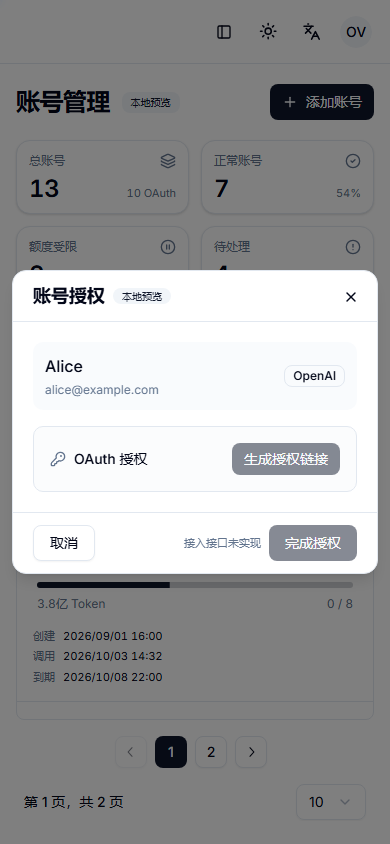 OV
账号管理 本地预览
添加账号
总账号
13
10 OAuth
正常账号
7
54%
额度受限
待处理
账号授权 本地预览
Alice
alice@example.com
OpenAI
OAuth 授权
生成授权链接
取消
接入接口未实现
完成授权
3.8亿 Token
0 / 8
创建 2026/09/01 16:00
调用 2026/10/03 14:32
到期 2026/10/08 22:00
1 2
第 1 页，共 2 页
10